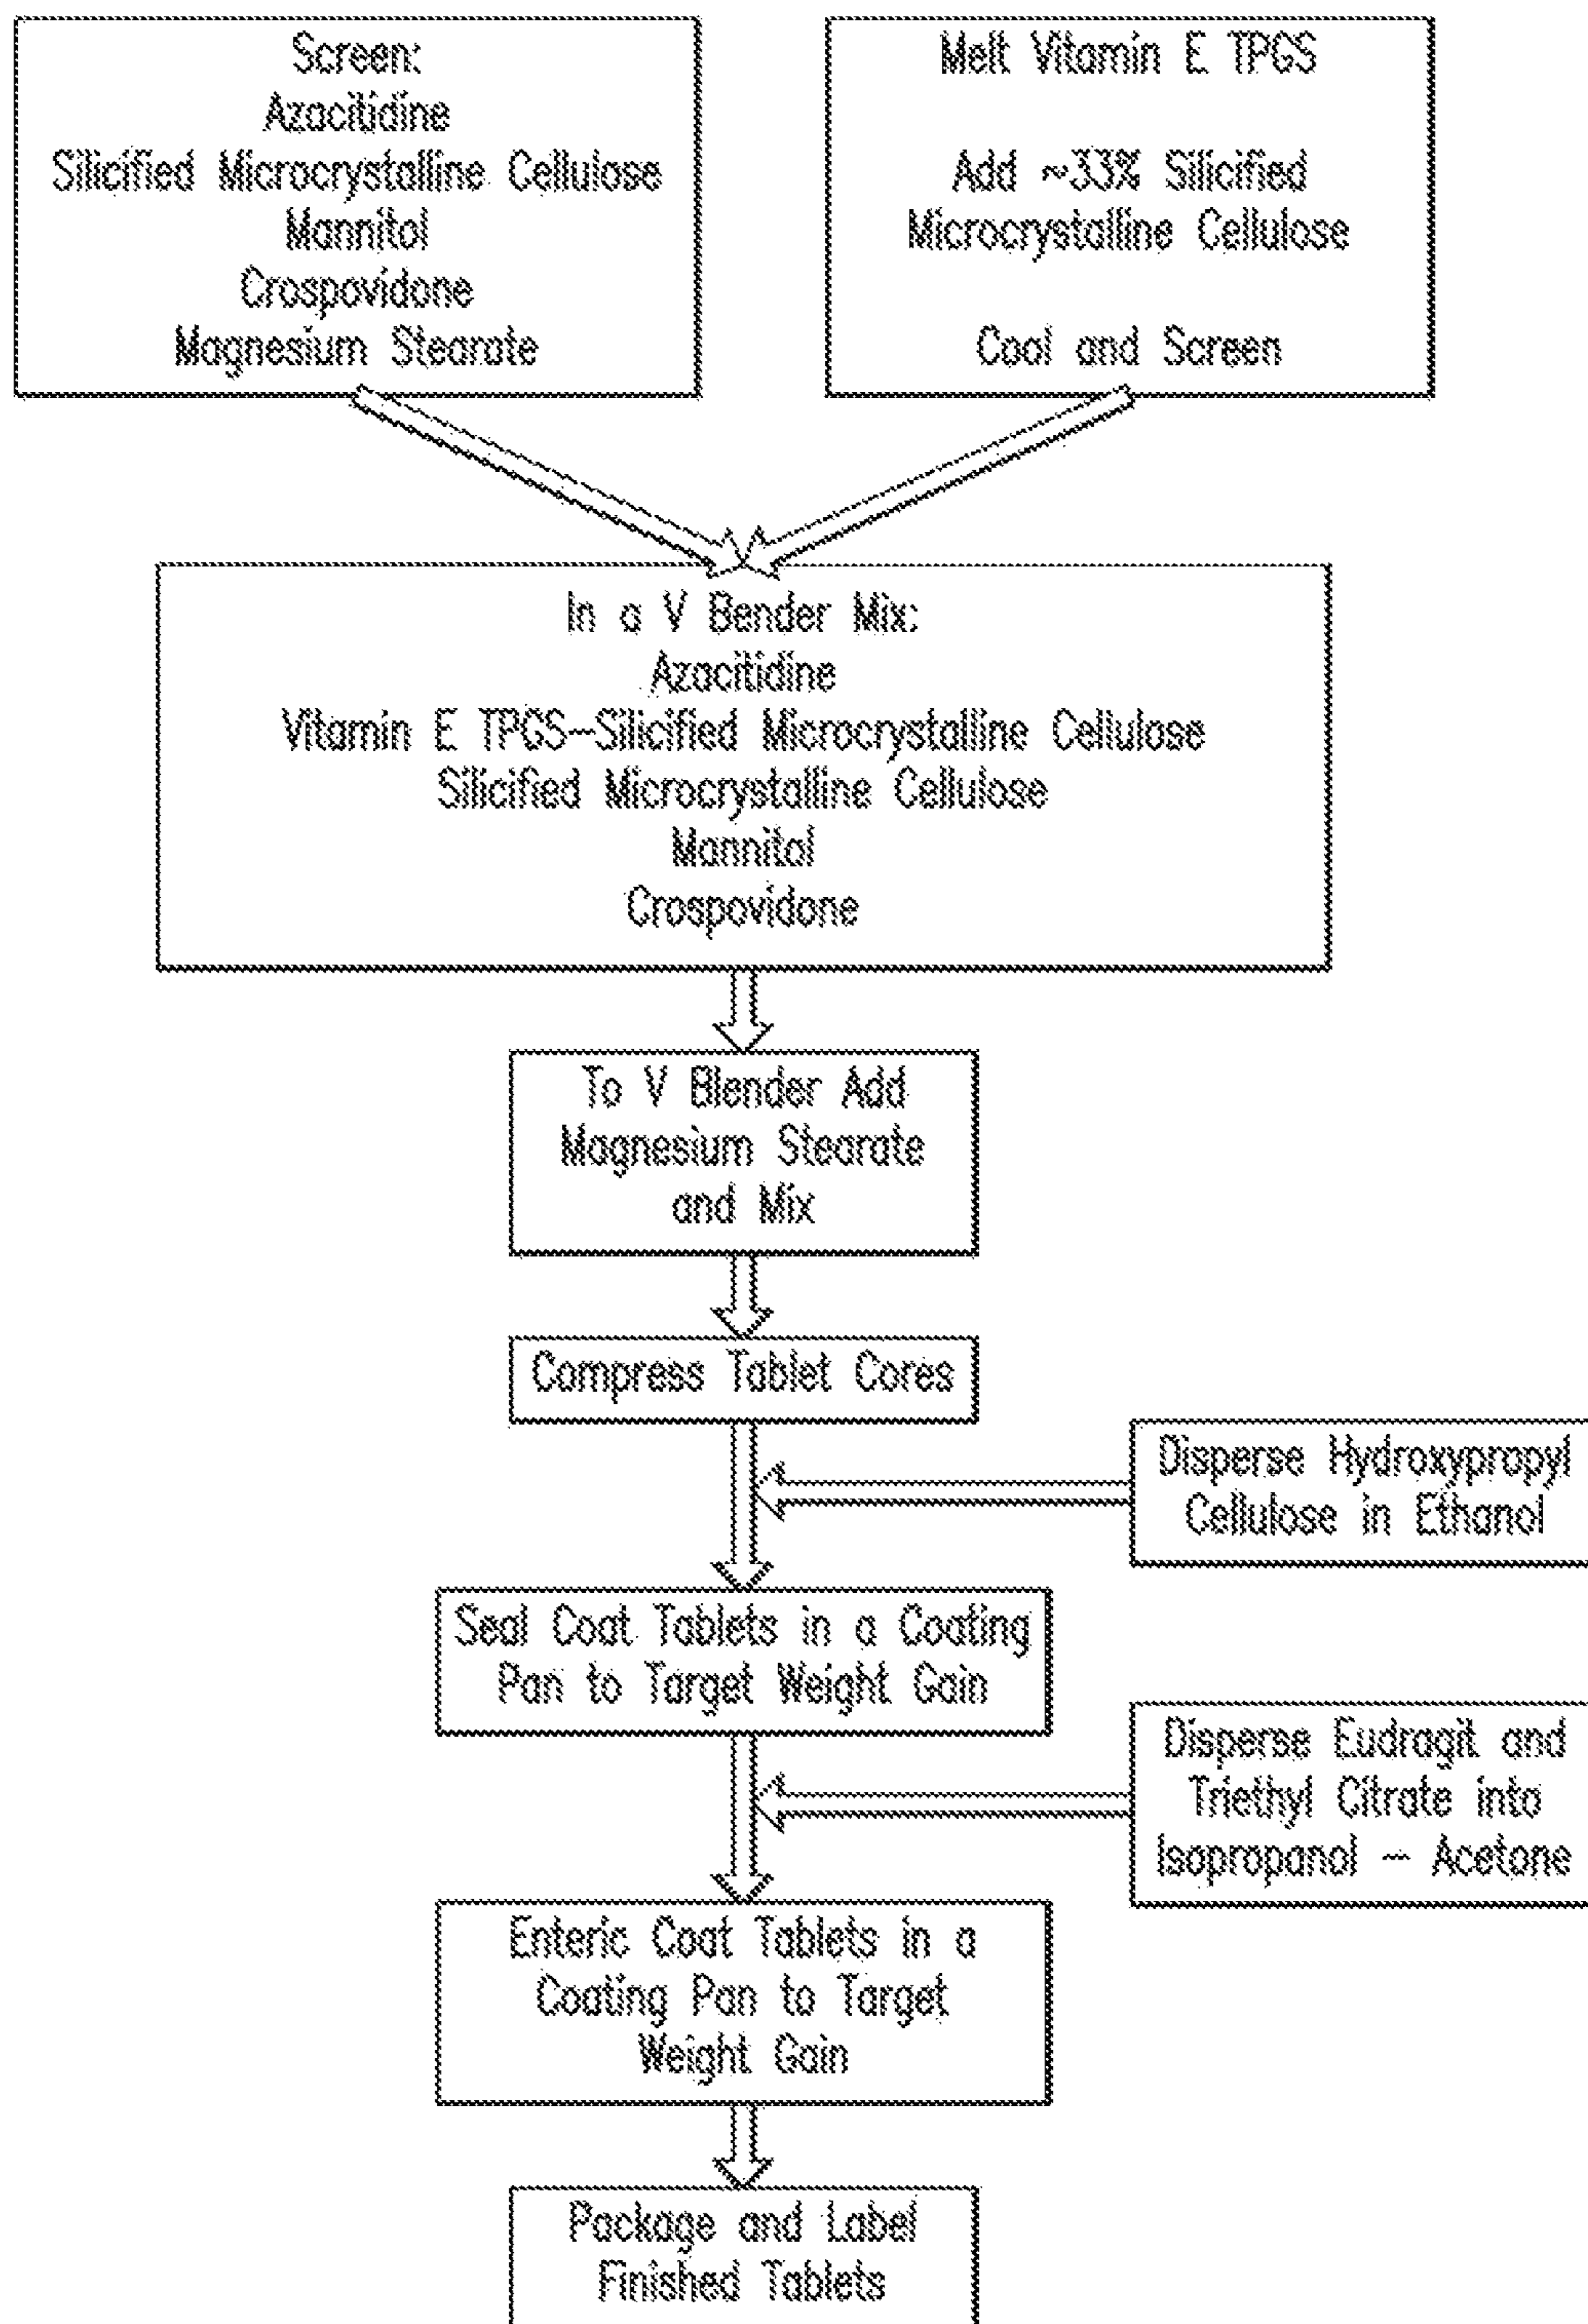 Screen:
Azacitidine
Silicified Microcrystalline Cellulose
Mannitol
Crospovidone
Magnesium Stearate
Melt Vitamin E TPGS
Add ~33% Silicified
Microcrystalline Cellulose
Cool and Screen
In a V Bender Mix:
Azacitidine
Vitamin E TPGS-Silicified Microcrystalline Cellulose
Silicified Microcrystalline Cellulose
Mannitol
Crospovidone
To V Blender Add
Magnesium Stearate
and Mix
Compress Tablet Cores
Disperse Hydroxypropyl
Cellulose in Ethanol
Seal Coat Tablets in a Coating
Pan to Target Weight Gain
Disperse Eudragit and
Triethyl Citrate into
Isopropanol - Acetone
Enteric Coat Tablets in a
Coating Pan to Target
Weight Gain
Package and Label
Finished Tablets